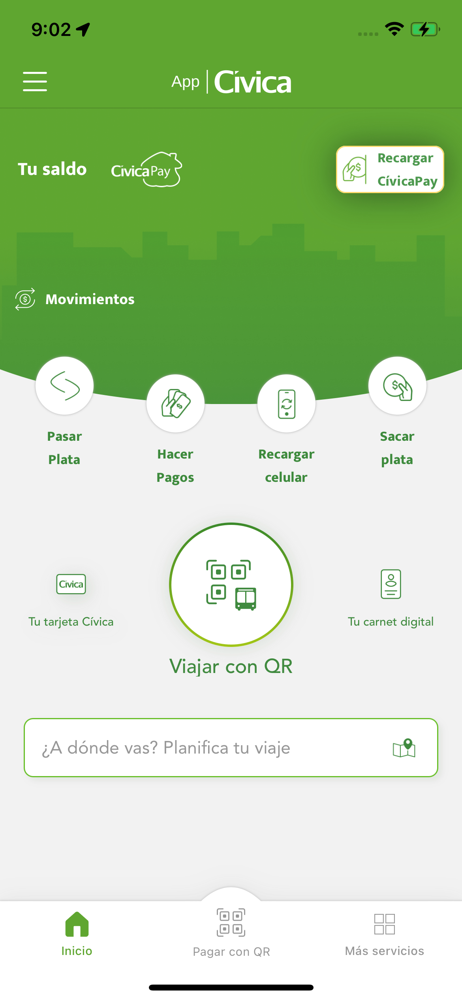 9:02
App | Cívica
Tu saldo
CívicaPay
Recargar
CívicaPay
Movimientos
Pasar
Plata
Hacer
Pagos
Recargar
celular
Sacar
plata
Cívica
Tu tarjeta Cívica
Tu carnet digital
Viajar con QR
¿A dónde vas? Planifica tu viaje
Inicio
Pagar con QR
Más servicios